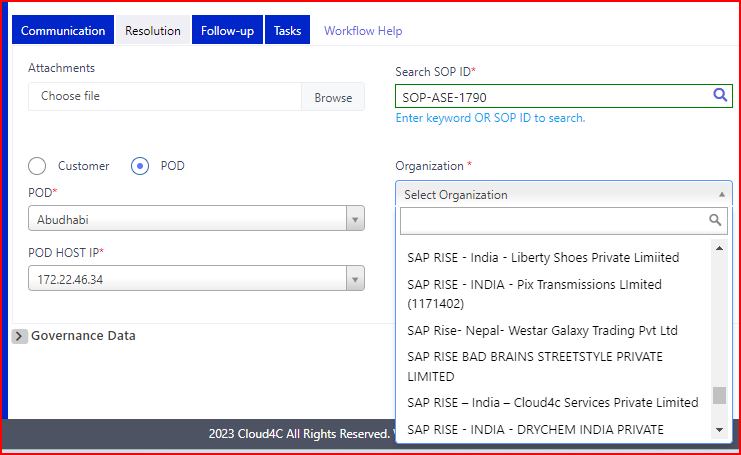 Communication Resolution Follow-up Tasks Workflow Help
Attachments
Choose file Browse
Search SOP ID*
SOP-ASE-1790
Enter keyword OR SOP ID to search.
Customer POD
POD*
Abudhabi
POD HOST IP*
172.22.46.34
Organization *
Select Organization
SAP RISE - India - Liberty Shoes Private Limiited
SAP RISE - INDIA - Pix Transmissions LImited
(1171402)
SAP Rise- Nepal- Westar Galaxy Trading Pvt Ltd
SAP RISE BAD BRAINS STREETSTYLE PRIVATE
LIMITED
SAP RISE – India – Cloud4c Services Private Limited
SAP RISE - INDIA - DRYCHEM INDIA PRIVATE
Governance Data
2023 Cloud4C All Rights Reserved.